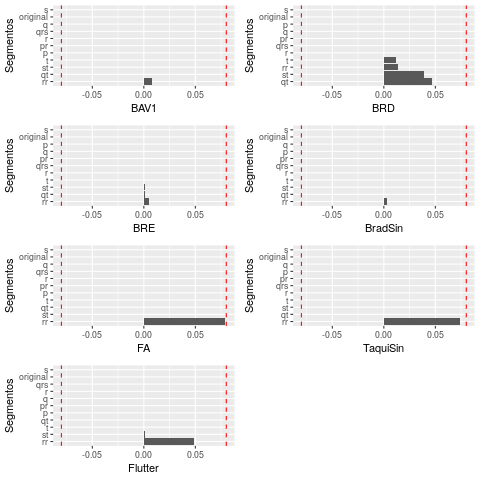 Segmentos
s
original
q
qrs
r
pr
p
t
st
qt
rr
-0.05
0.00
0.05
BAV1
Segmentos
s
original
q
qrs
r
pr
p
t
rr
st
qt
-0.05
0.00
0.05
BRD
Segmentos
s
original
p
q
pr
qrs
r
t
st
qt
rr
-0.05
0.00
0.05
BRE
Segmentos
s
original
q
p
pr
qrs
r
t
st
qt
rr
-0.05
0.00
0.05
BradSin
Segmentos
s
original
q
qrs
r
pr
p
t
qt
st
rr
-0.05
0.00
0.05
FA
Segmentos
s
original
q
qrs
r
pr
p
t
qt
st
rr
-0.05
0.00
0.05
TaquiSin
Segmentos
s
original
qrs
r
q
pr
p
qt
t
st
rr
-0.05
0.00
0.05
Flutter